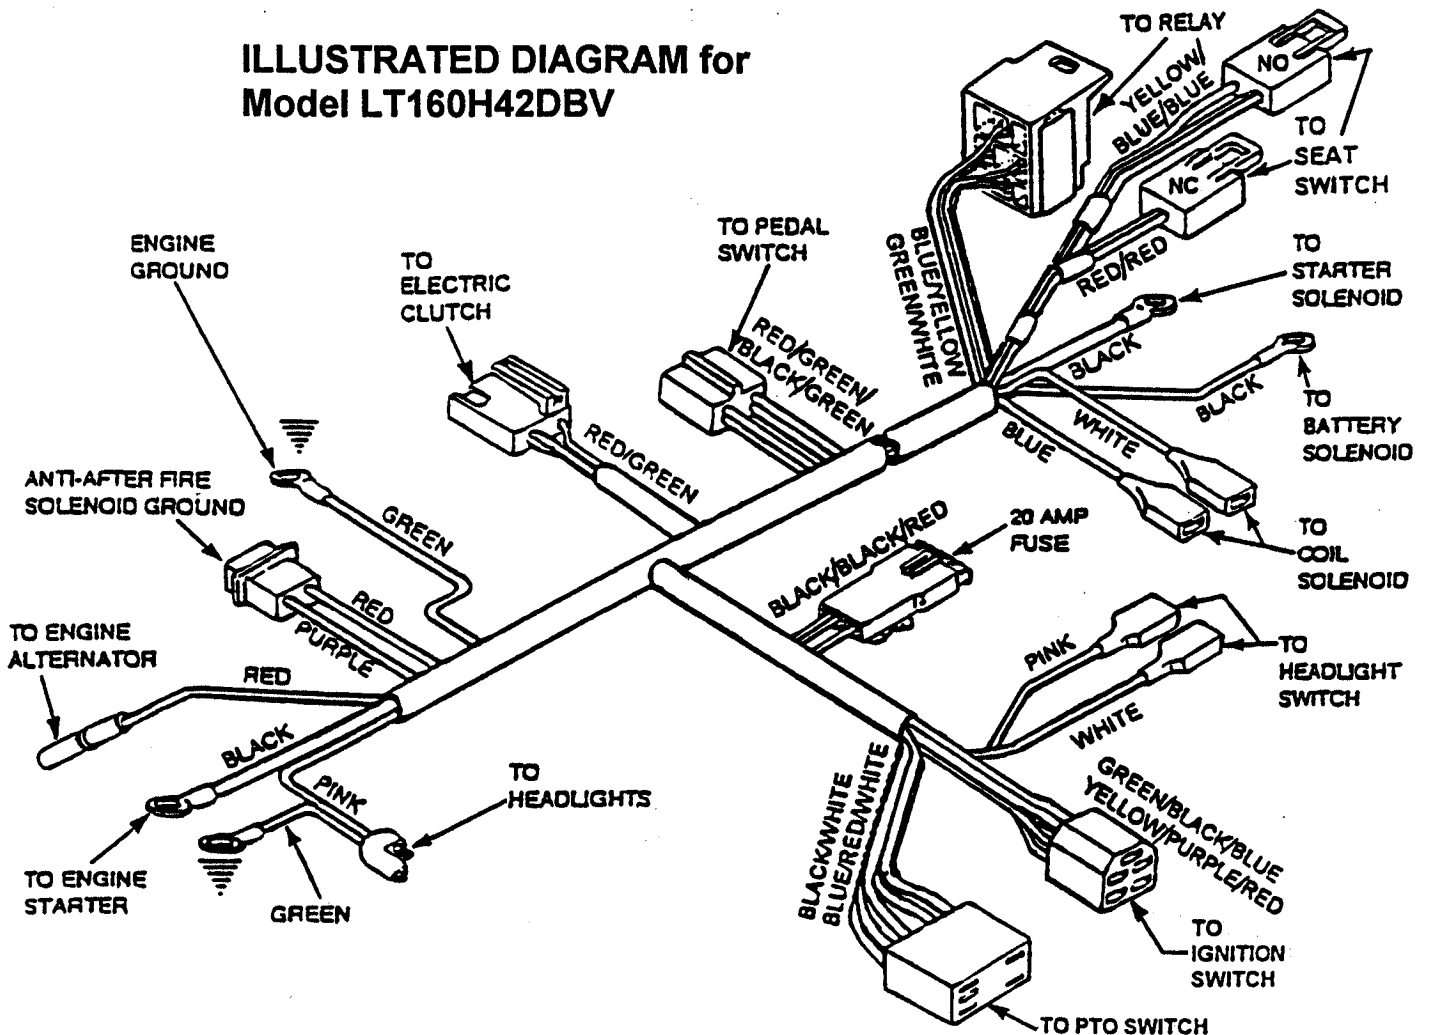 ILLUSTRATED DIAGRAM for
Model LT160H42DBV
TO RELAY
YELLOW/
BLUE/BLUE
NO
TO
SEAT
SWITCH
NC
RED/RED
BLUE/YELLOW
GREEN/WHITE
TO
STARTER
SOLENOID
BLACK
BLACK
TO
BATTERY
SOLENOID
WHITE
BLUE
TO
COIL
SOLENOID
TO PEDAL
SWITCH
RED/GREEN/
/BLACK/GREEN
TO
ELECTRIC
CLUTCH
RED/GREEN
ENGINE
GROUND
GREEN
ANTI-AFTER FIRE
SOLENOID GROUND
RED
PURPLE
TO ENGINE
ALTERNATOR
RED
BLACK
PINK
TO
HEADLIGHTS
TO ENGINE
STARTER
GREEN
20 AMP
FUSE
BLACK/BLACK/RED
PINK
WHITE
TO
HEADLIGHT
SWITCH
GREEN/BLACK/BLUE
YELLOW/PURPLE/RED
TO
IGNITION
SWITCH
BLACK/WHITE
BLUE/RED/WHITE
TO PTO SWITCH